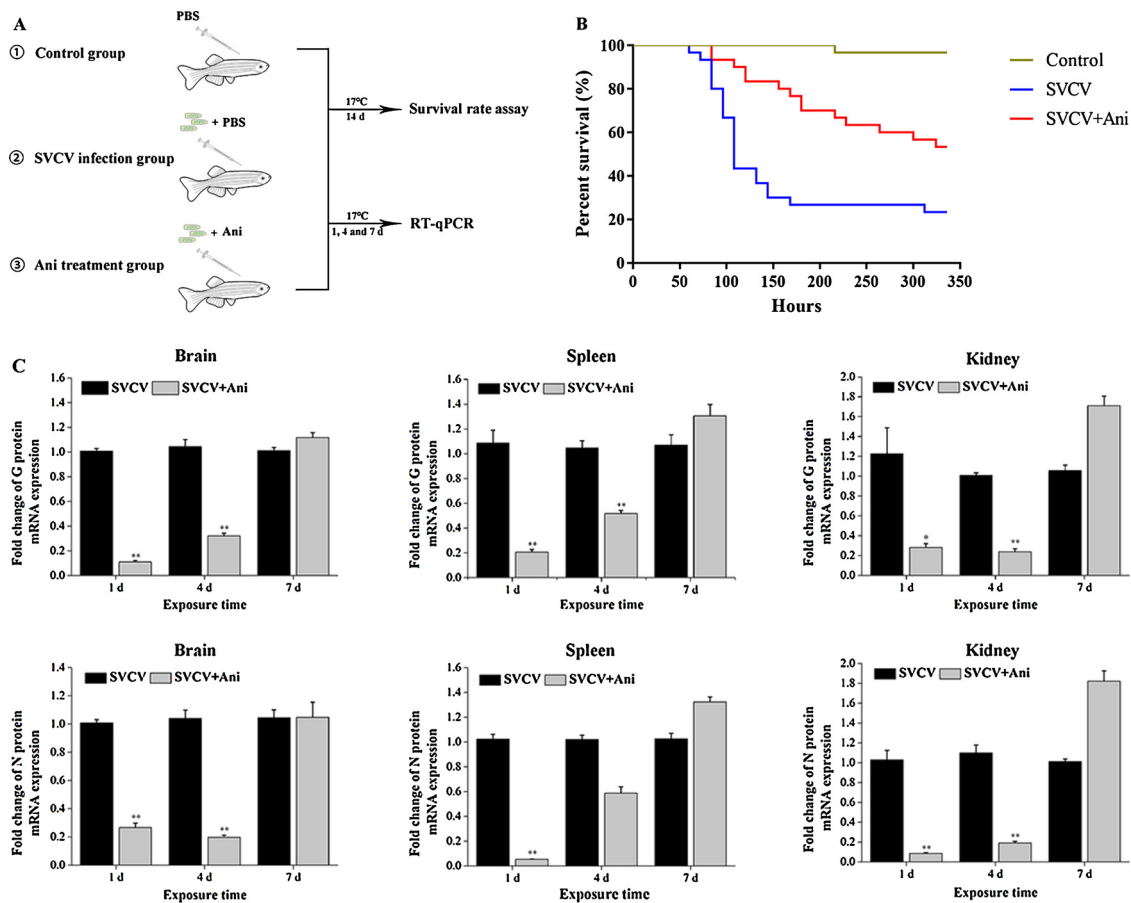 A
PBS
① Control group
+ PBS
② SVCV infection group
+ Ani
③ Ani treatment group
17℃
14 d
Survival rate assay
17℃
1, 4 and 7 d
RT-qPCR
B
Percent survival (%)
100
80
60
40
20
0
0 50 100 150 200 250 300 350
Hours
Control
SVCV
SVCV+Ani
C
Brain
Fold change of G protein
mRNA expression
1.6
1.4
1.2
1.0
0.8
0.6
0.4
0.2
0.0
SVCV SVCV+Ani
** **
1 d 4 d 7 d
Exposure time
Spleen
Fold change of G protein
mRNA expression
1.6
1.4
1.2
1.0
0.8
0.6
0.4
0.2
0.0
SVCV SVCV+Ani
** **
1 d 4 d 7 d
Exposure time
Kidney
Fold change of G protein
mRNA expression
2.0
1.8
1.6
1.4
1.2
1.0
0.8
0.6
0.4
0.2
0.0
SVCV SVCV+Ani
* **
1 d 4 d 7 d
Exposure time
Brain
Fold change of N protein
mRNA expression
1.4
1.2
1.0
0.8
0.6
0.4
0.2
0.0
SVCV SVCV+Ani
** **
1 d 4 d 7 d
Exposure time
Spleen
Fold change of N protein
mRNA expression
1.6
1.4
1.2
1.0
0.8
0.6
0.4
0.2
0.0
SVCV SVCV+Ani
**
1 d 4 d 7 d
Exposure time
Kidney
Fold change of N protein
mRNA expression
2.0
1.8
1.6
1.4
1.2
1.0
0.8
0.6
0.4
0.2
0.0
SVCV SVCV+Ani
** **
1 d 4 d 7 d
Exposure time